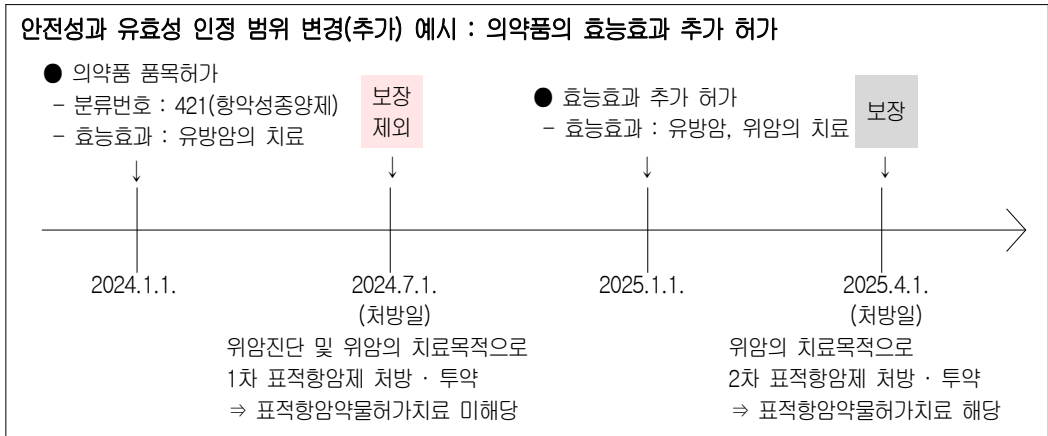 안전성과 유효성 인정 범위 변경(추가) 예시 : 의약품의 효능효과 추가 허가
● 의약품 품목허가
- 분류번호 : 421(항악성종양제)
- 효능효과 : 유방암의 치료
보장
제외
● 효능효과 추가 허가
- 효능효과 : 유방암, 위암의 치료
보장
↓ ↓ ↓ ↓
2024.1.1.
2024.7.1.
(처방일)
위암진단 및 위암의 치료목적으로
1차 표적항암제 처방 · 투약
⇒ 표적항암약물허가치료 미해당
2025.1.1.
2025.4.1.
(처방일)
위암의 치료목적으로
2차 표적항암제 처방 · 투약
⇒ 표적항암약물허가치료 해당